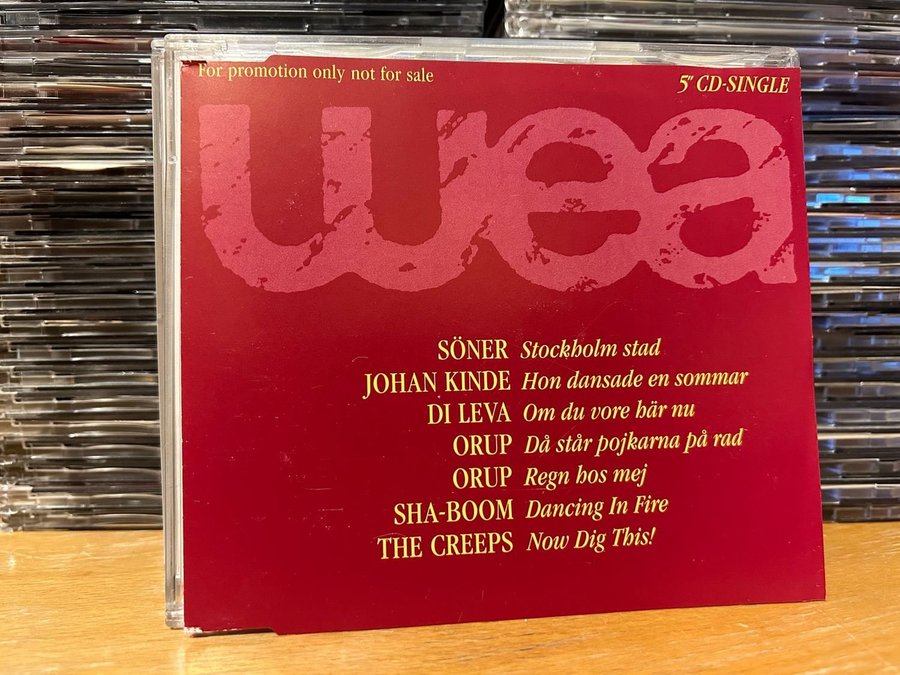 For promotion only not for sale
5" CD-SINGLE
wea
SÖNER Stockholm stad
JOHAN KINDE Hon dansade en sommar
DI LEVA Om du vore här nu
ORUP Då står pojkarna på rad
ORUP Regn hos mej
SHA-BOOM Dancing In Fire
THE CREEPS Now Dig This!